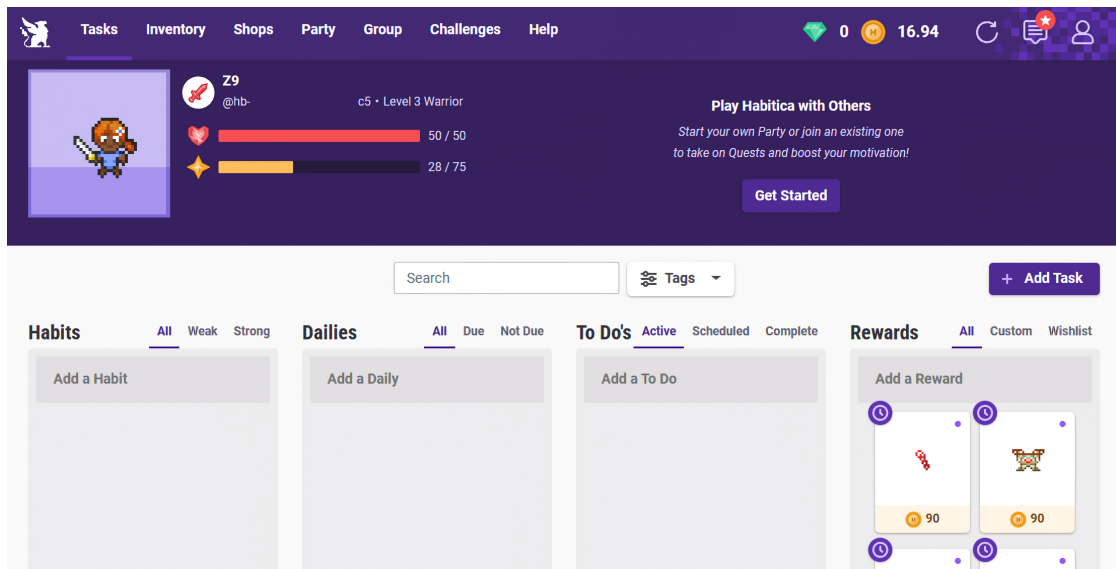 Tasks Inventory Shops Party Group Challenges Help 0 16.94
Z9
@hb- c5 • Level 3 Warrior
50 / 50
28 / 75
Play Habitica with Others
Start your own Party or join an existing one
to take on Quests and boost your motivation!
Get Started
Search Tags + Add Task
Habits All Weak Strong
Add a Habit
Dailies All Due Not Due
Add a Daily
To Do's Active Scheduled Complete
Add a To Do
Rewards All Custom Wishlist
Add a Reward
90 90